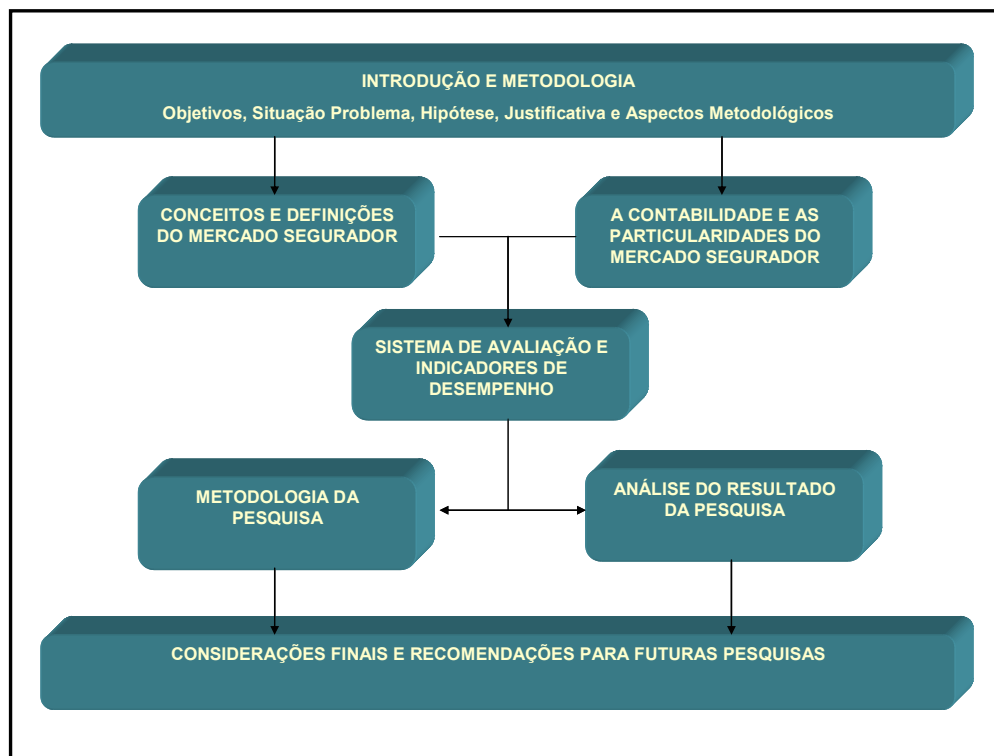 INTRODUÇÃO E METODOLOGIA
Objetivos, Situação Problema, Hipótese, Justificativa e Aspectos Metodológicos
CONCEITOS E DEFINIÇÕES
DO MERCADO SEGURADOR
A CONTABILIDADE E AS
PARTICULARIDADES DO
MERCADO SEGURADOR
SISTEMA DE AVALIAÇÃO E
INDICADORES DE
DESEMPENHO
METODOLOGIA DA
PESQUISA
ANÁLISE DO RESULTADO
DA PESQUISA
CONSIDERAÇÕES FINAIS E RECOMENDAÇÕES PARA FUTURAS PESQUISAS